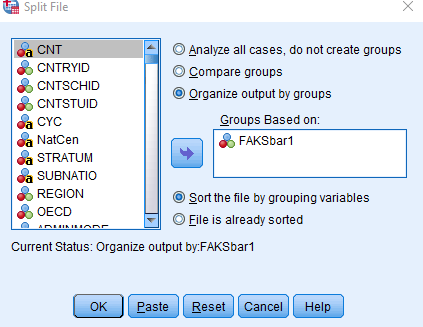 Split File
CNT
CNTRYID
CNTSCHID
CNTSTUID
CYC
NatCen
STRATUM
SUBNATIO
REGION
OECD
ADMINMODE
Analyze all cases, do not create groups
Compare groups
Organize output by groups
Groups Based on:
FAKSbar1
Sort the file by grouping variables
File is already sorted
Current Status: Organize output by:FAKSbar1
OK
Paste
Reset
Cancel
Help